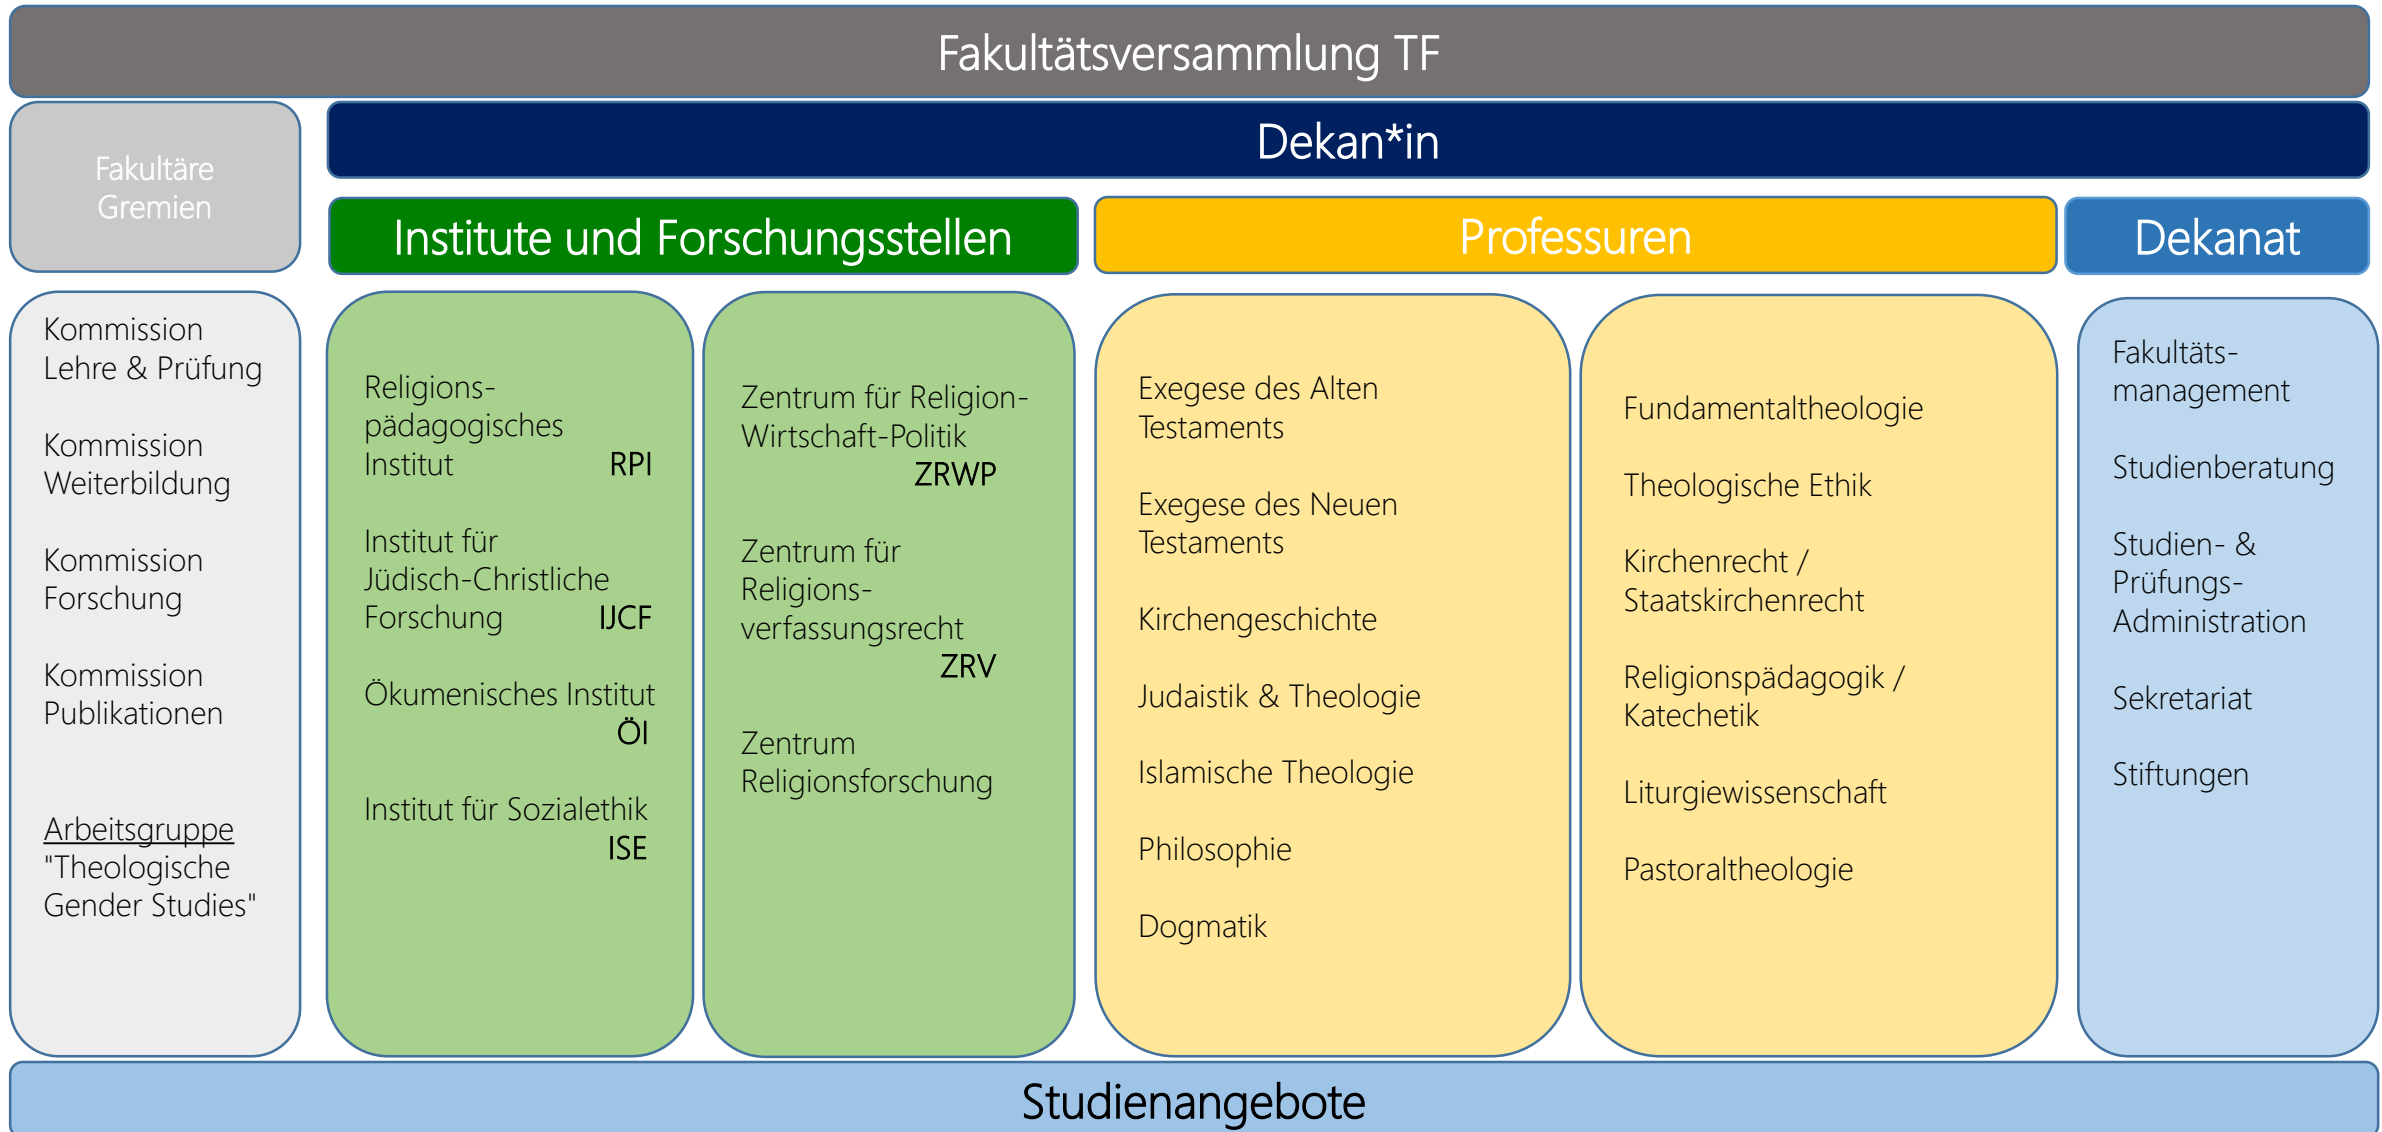 Fakultätsversammlung TF
Fakultäre
Gremien
Dekan*in
Institute und Forschungsstellen
Professuren
Dekanat
Kommission
Lehre & Prüfung
Kommission
Weiterbildung
Kommission
Forschung
Kommission
Publikationen
Arbeitsgruppe
"Theologische
Gender Studies"
Religions-
pädagogisches
Institut RPI
Institut für
Jüdisch-Christliche
Forschung IJCF
Ökumenisches Institut
ÖI
Institut für Sozialethik
ISE
Zentrum für Religion-
Wirtschaft-Politik
ZRWP
Zentrum für
Religions-
verfassungsrecht
ZRV
Zentrum
Religionsforschung
Exegese des Alten
Testaments
Exegese des Neuen
Testaments
Kirchengeschichte
Judaistik & Theologie
Islamische Theologie
Philosophie
Dogmatik
Fundamentaltheologie
Theologische Ethik
Kirchenrecht /
Staatskirchenrecht
Religionspädagogik /
Katechetik
Liturgiewissenschaft
Pastoraltheologie
Fakultäts-
management
Studienberatung
Studien- &
Prüfungs-
Administration
Sekretariat
Stiftungen
Studienangebote